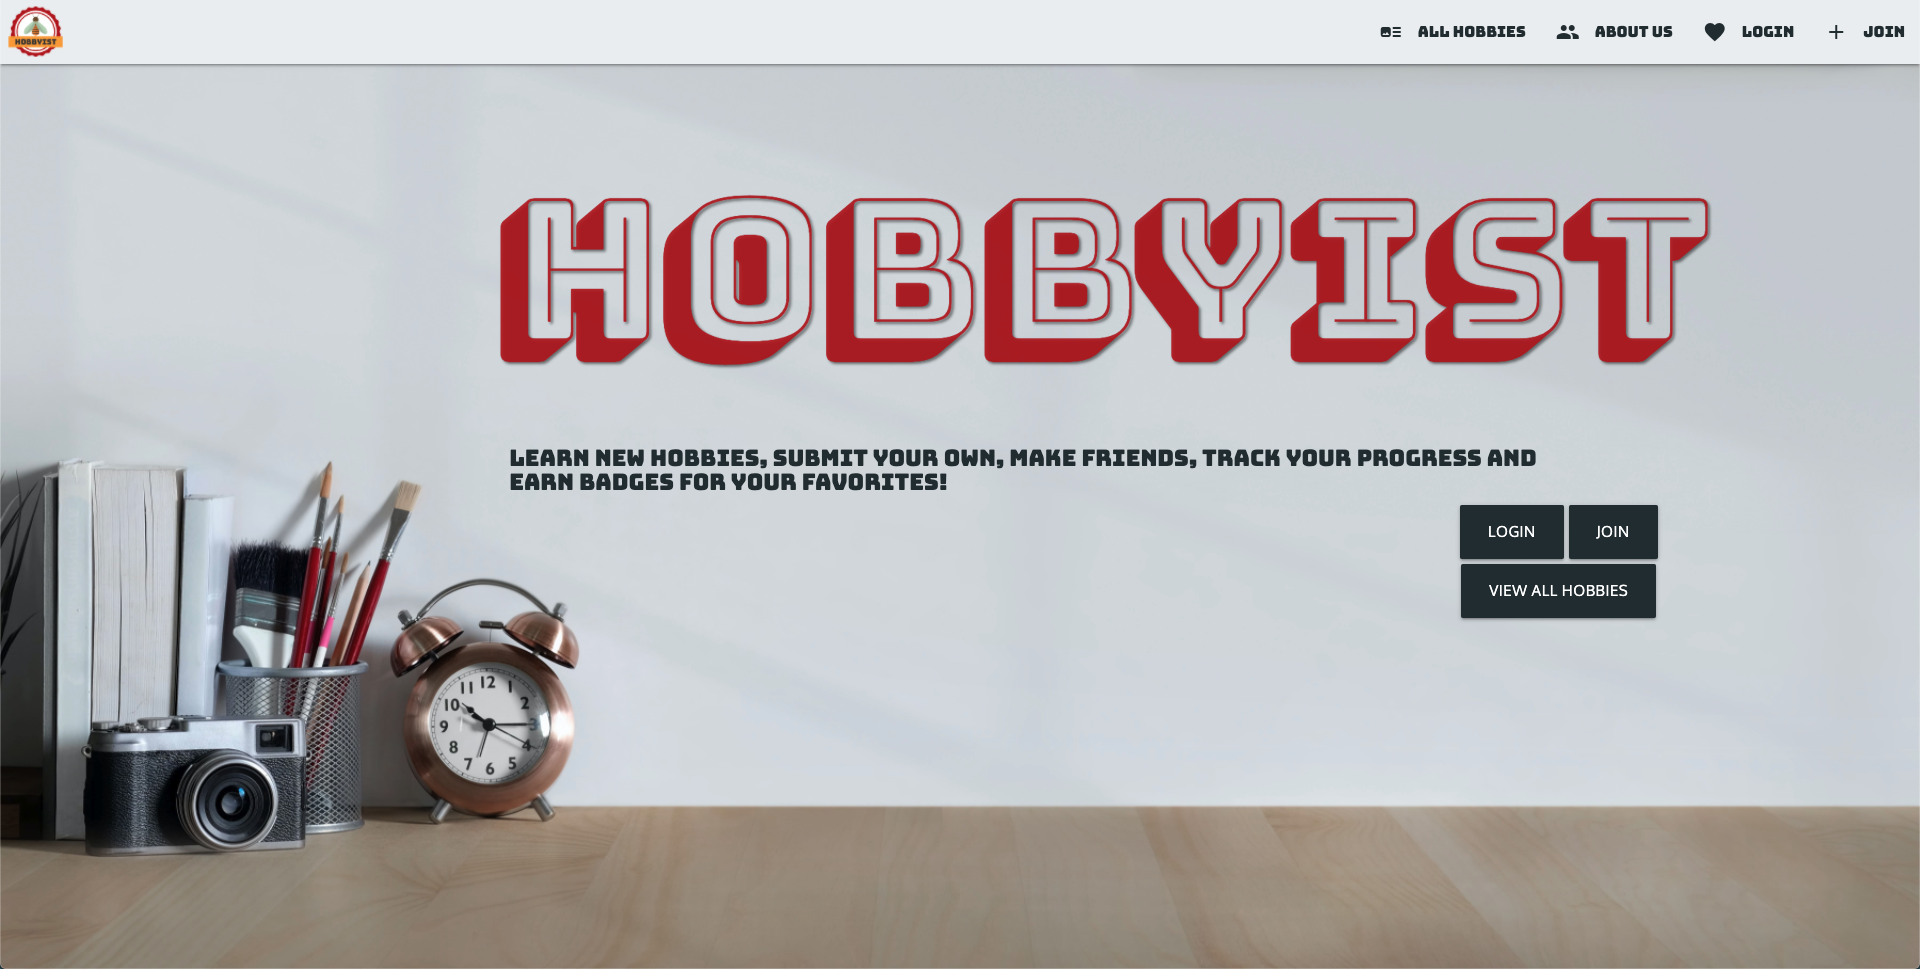 HOBBYIST
ALL HOBBIES
ABOUT US
LOGIN
JOIN
HOBBYIST
LEARN NEW HOBBIES, SUBMIT YOUR OWN, MAKE FRIENDS, TRACK YOUR PROGRESS AND
EARN BADGES FOR YOUR FAVORITES!
LOGIN
JOIN
VIEW ALL HOBBIES
12
11
1
10
2
9
3
8
4
7
5
6